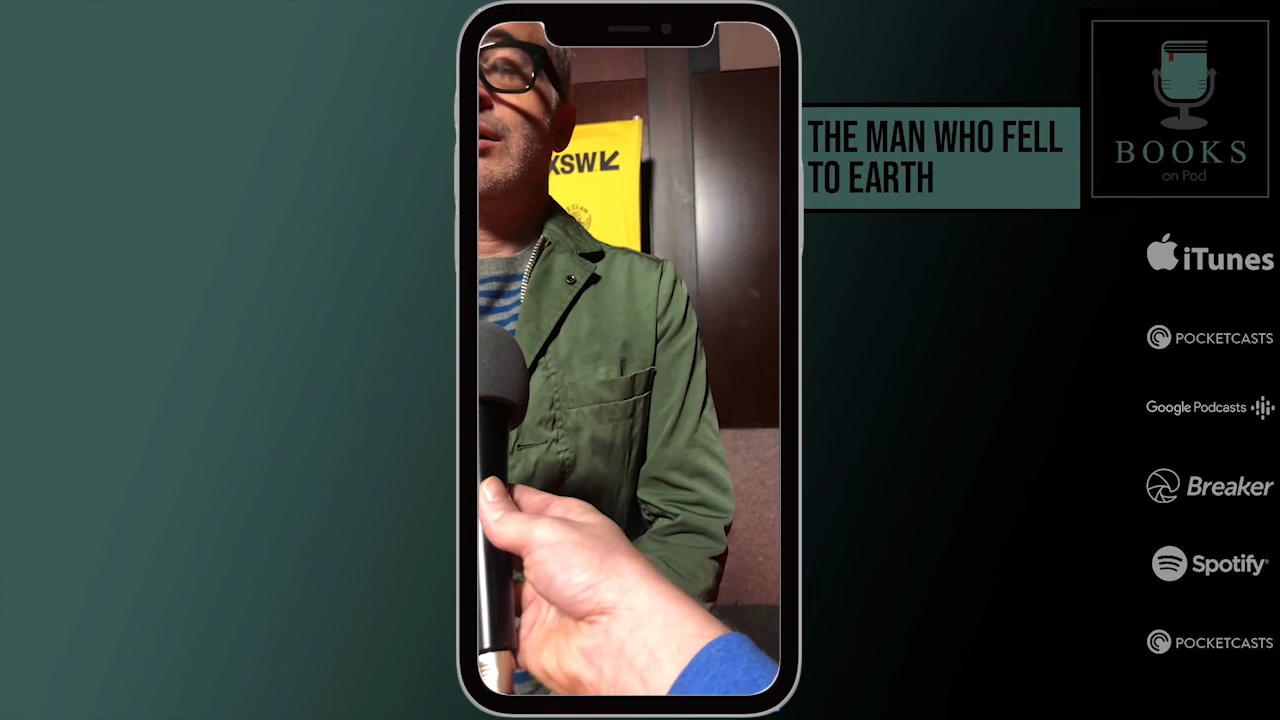 THE MAN WHO FELL
TO EARTH
BOOKS
on Pod
XSW
iTunes
POCKETCASTS
Google Podcasts
Breaker
Spotify
POCKETCASTS